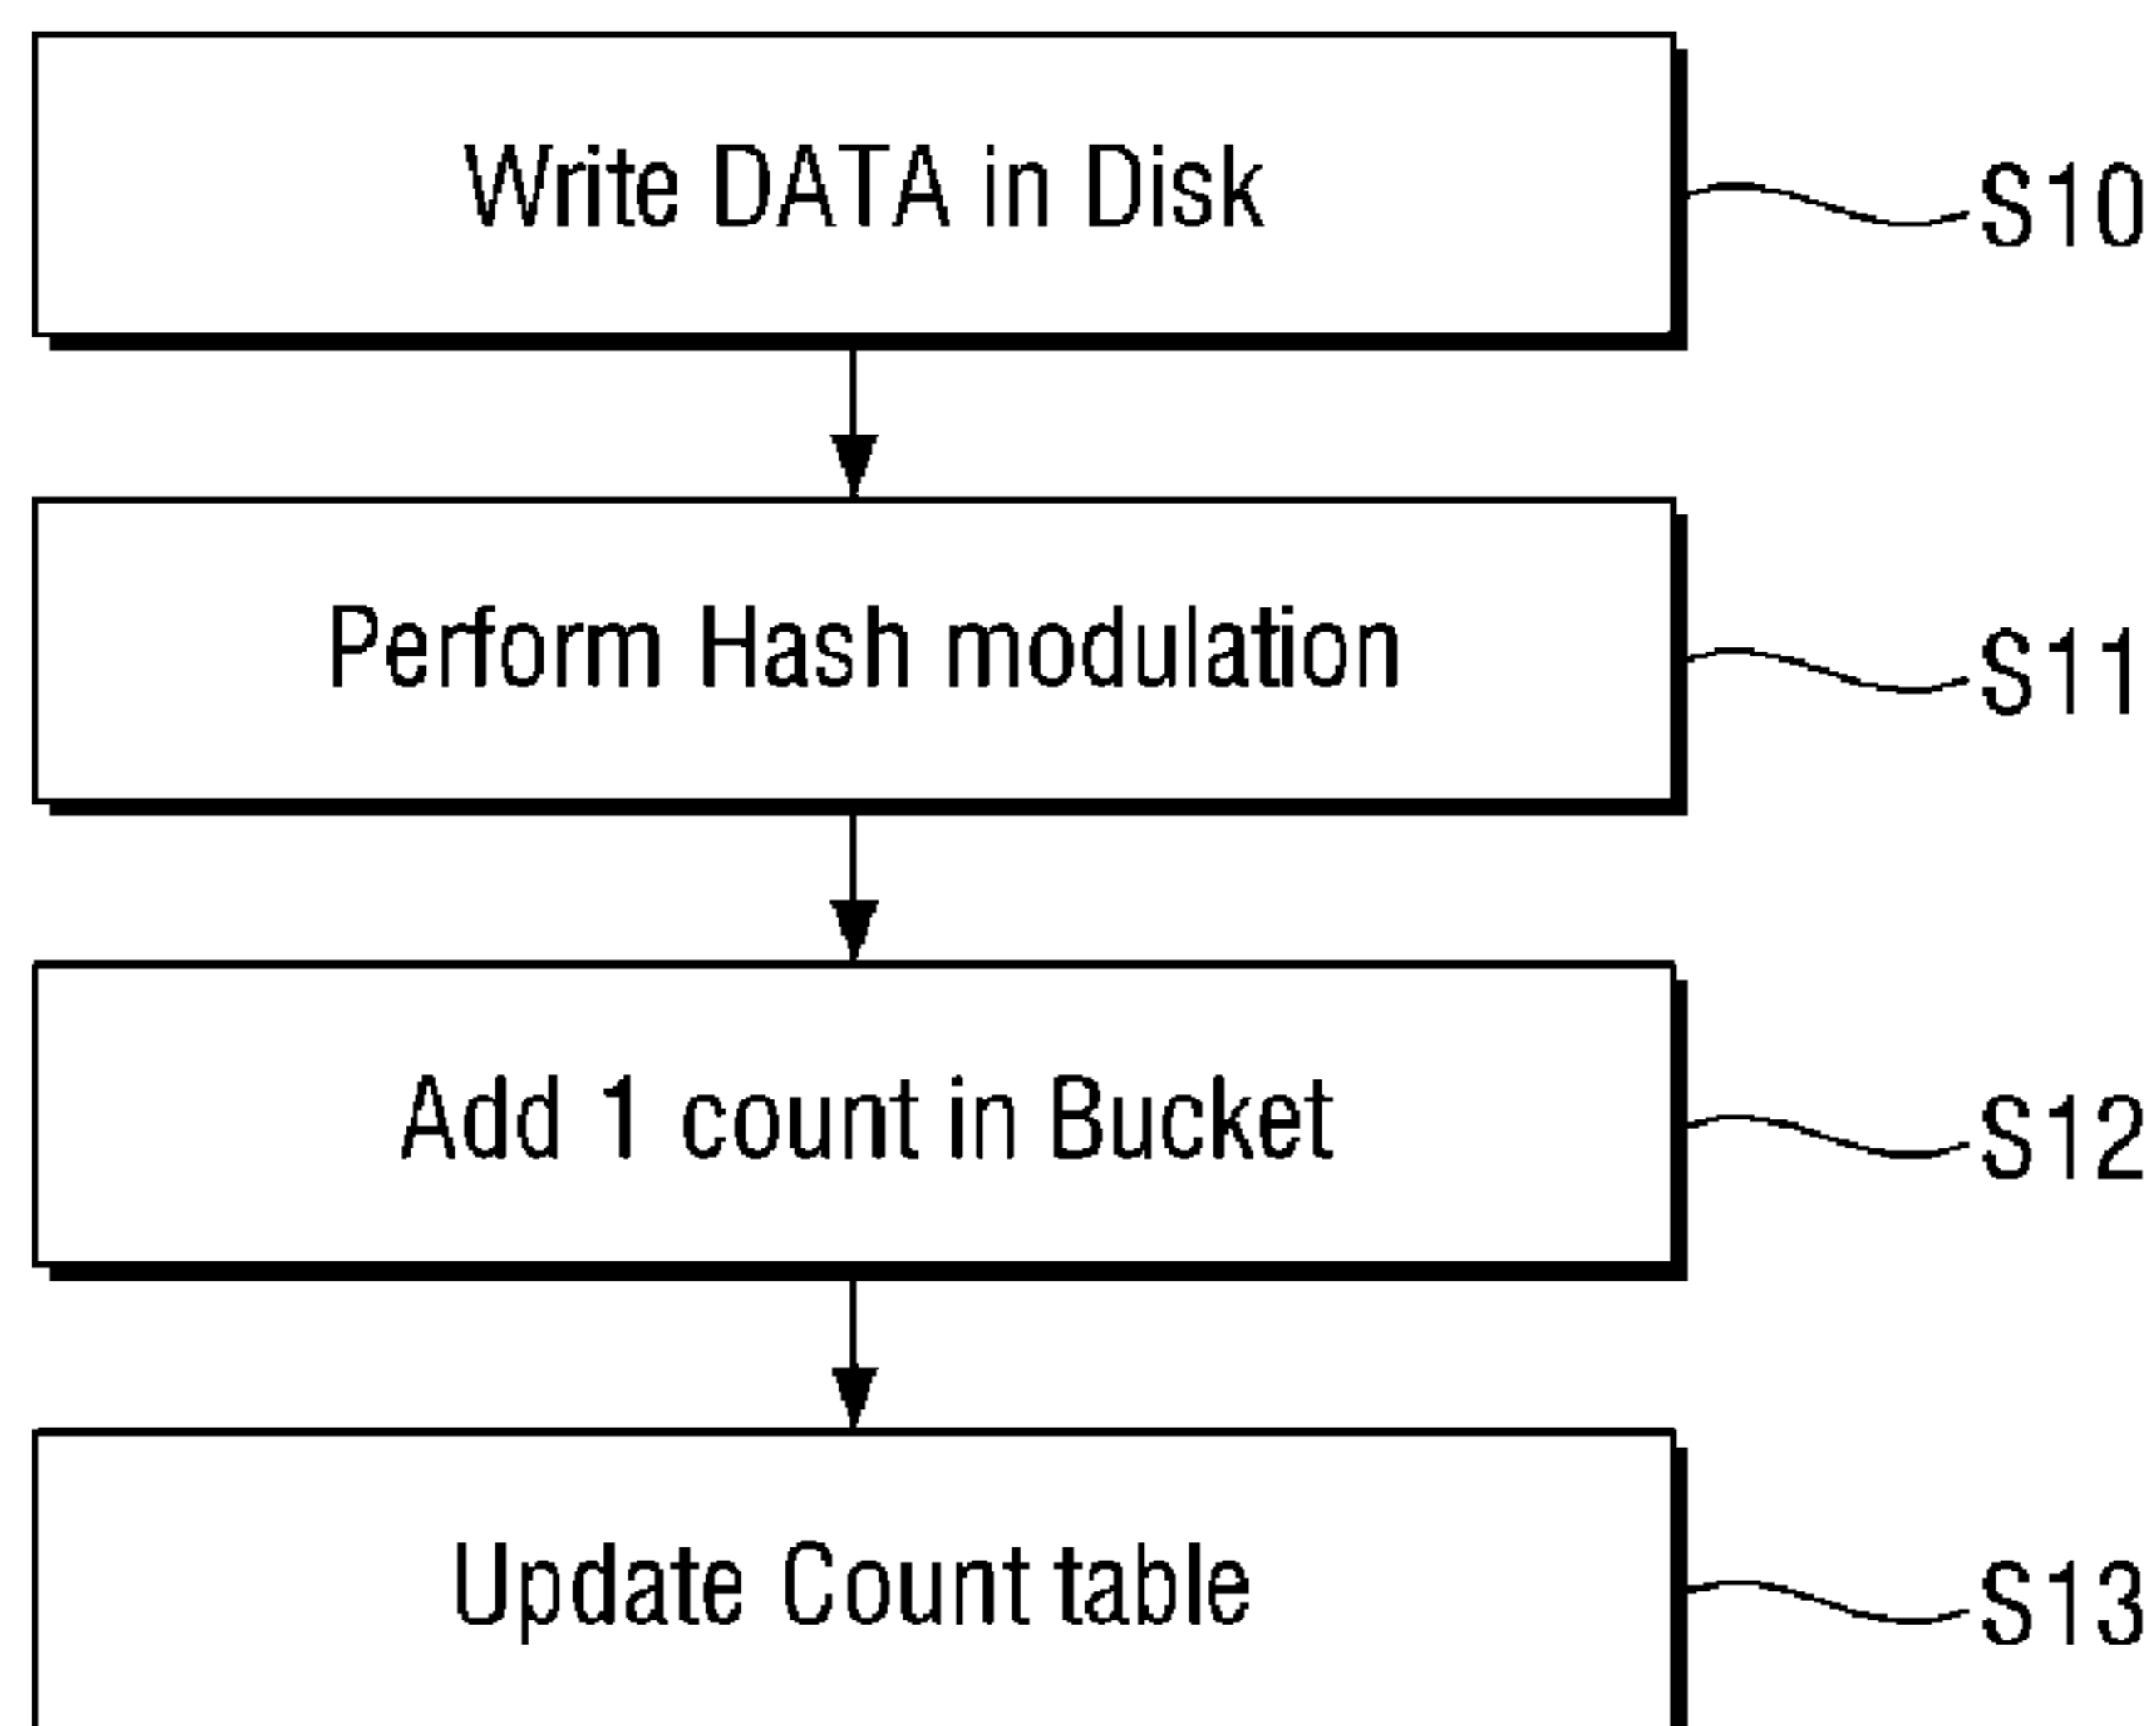 Write DATA in Disk
S10
Perform Hash modulation
S11
Add 1 count in Bucket
S12
Update Count table
S13